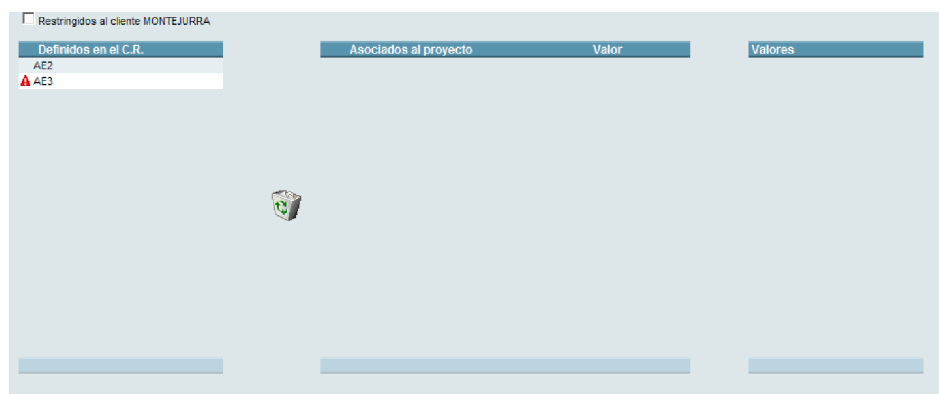 Restringidos al cliente MONTEJURRA
Definidos en el C.R.
Asociados al proyecto Valor
Valores
AE2
AE3